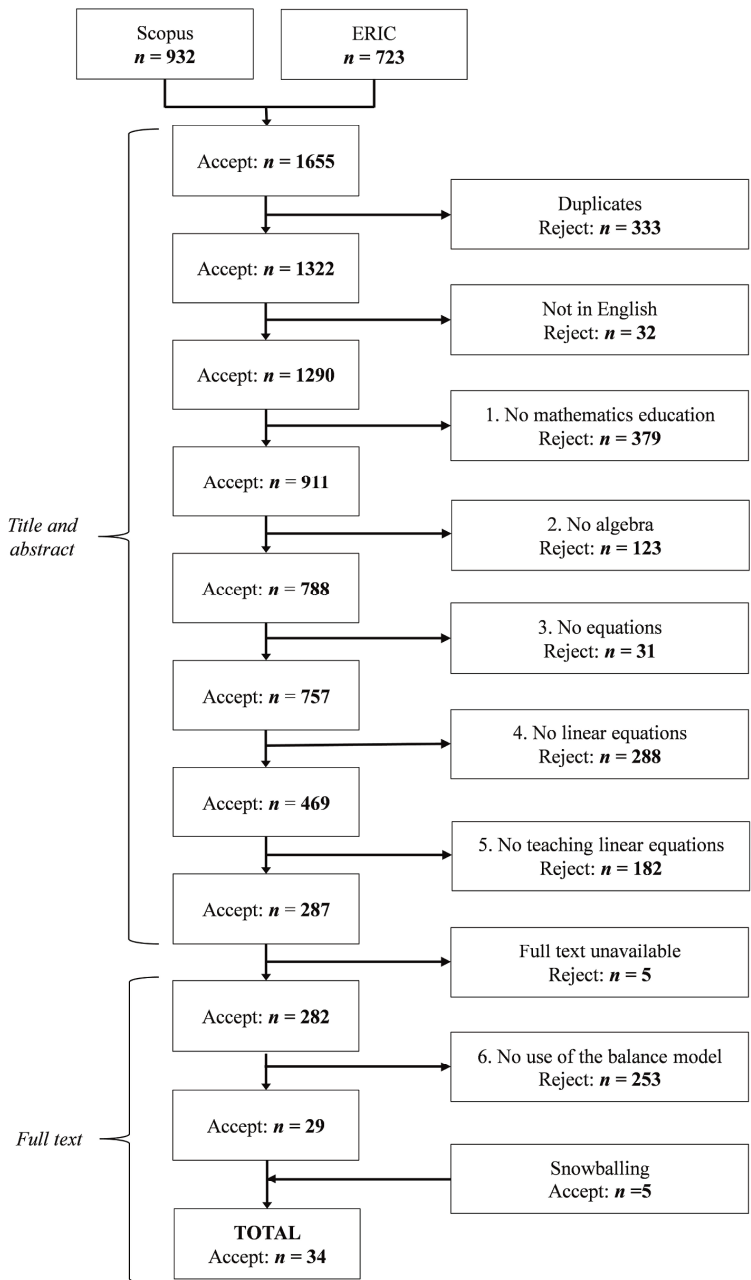 Scopus
n = 932
ERIC
n = 723
Accept: n = 1655
Duplicates
Reject: n = 333
Accept: n = 1322
Not in English
Reject: n = 32
Accept: n = 1290
1. No mathematics education
Reject: n = 379
Accept: n = 911
Title and
abstract
2. No algebra
Reject: n = 123
Accept: n = 788
3. No equations
Reject: n = 31
Accept: n = 757
4. No linear equations
Reject: n = 288
Accept: n = 469
5. No teaching linear equations
Reject: n = 182
Accept: n = 287
Full text unavailable
Reject: n = 5
Accept: n = 282
6. No use of the balance model
Reject: n = 253
Accept: n = 29
Full text
Snowballing
Accept: n =5
TOTAL
Accept: n = 34